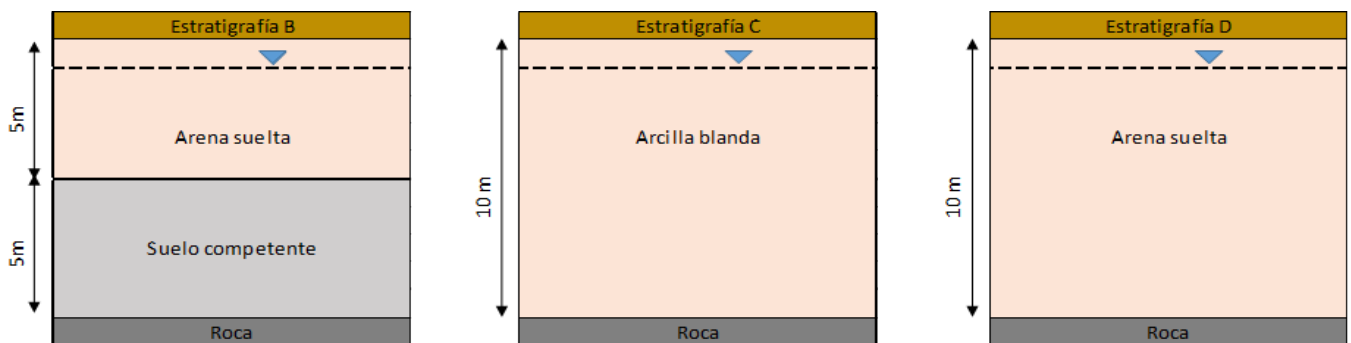 Estratigrafía B
5m
Arena suelta
5m
Suelo competente
Roca
Estratigrafía C
10 m
Arcilla blanda
Roca
Estratigrafía D
10 m
Arena suelta
Roca